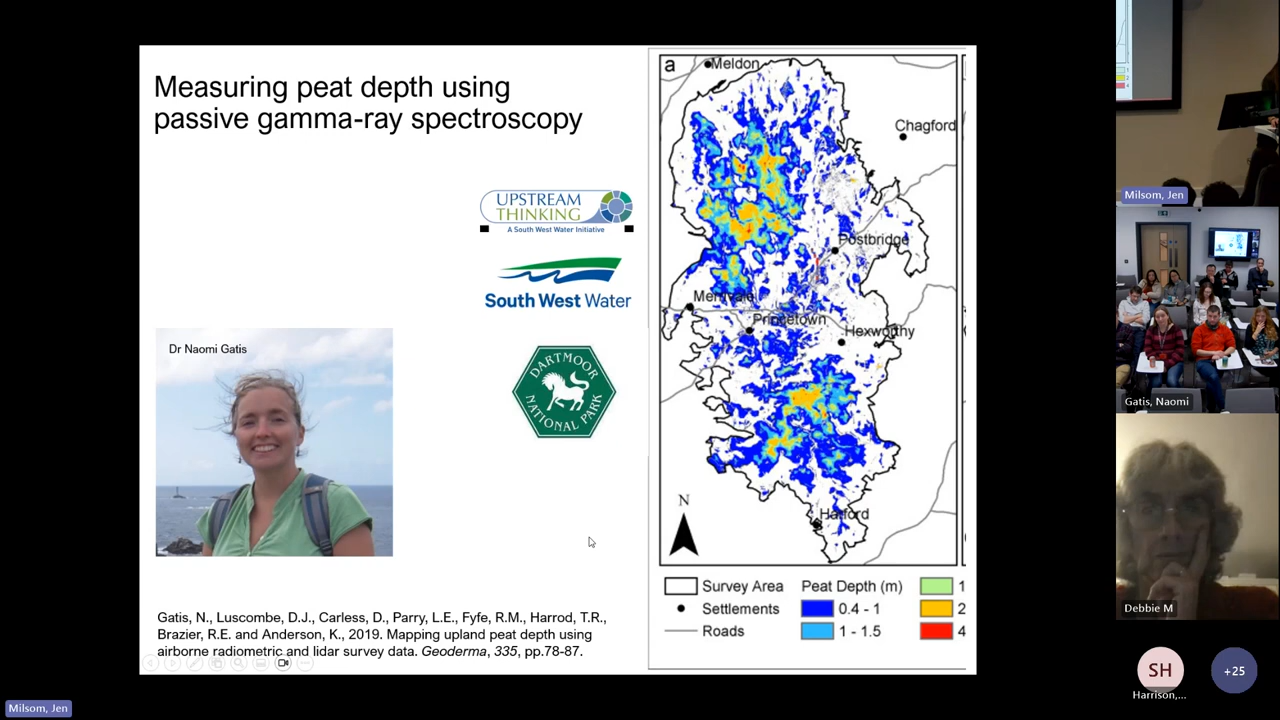 Measuring peat depth using
passive gamma-ray spectroscopy
UPSTREAM
THINKING
A South West Water Initiative
South West Water
DARTMOOR
NATIONAL PARK
Dr Naomi Gatis
Gatis, N., Luscombe, D.J., Carless, D., Parry, L.E., Fyfe, R.M., Harrod, T.R.,
Brazier, R.E. and Anderson, K., 2019. Mapping upland peat depth using
airborne radiometric and lidar survey data. Geoderma, 335, pp.78-87.
a
Meldon
Chagford
Postbridge
Merrivale
Princetown
Hexworthy
Harford
N
Survey Area
Settlements
Roads
Peat Depth (m)
0.4 - 1
1 - 1.5
1
2
4
Milsom, Jen
Gatis, Naomi
Debbie M
SH
Harrison,...
+25
Milsom, Jen